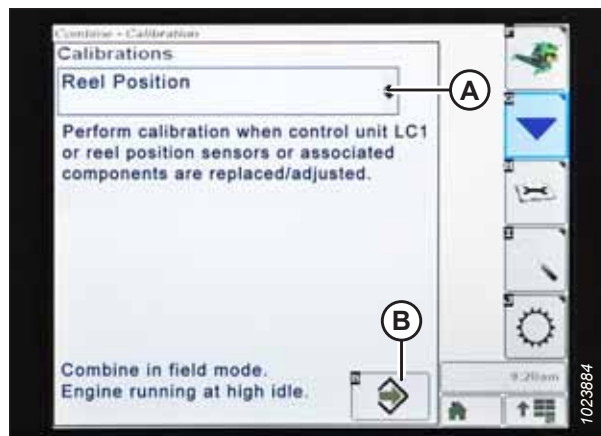 Combine - Calibration
Calibrations
Reel Position
A
Perform calibration when control unit LC1
or reel position sensors or associated
components are replaced/adjusted.
B
Combine in field mode.
Engine running at high idle.
9:20am
1023884